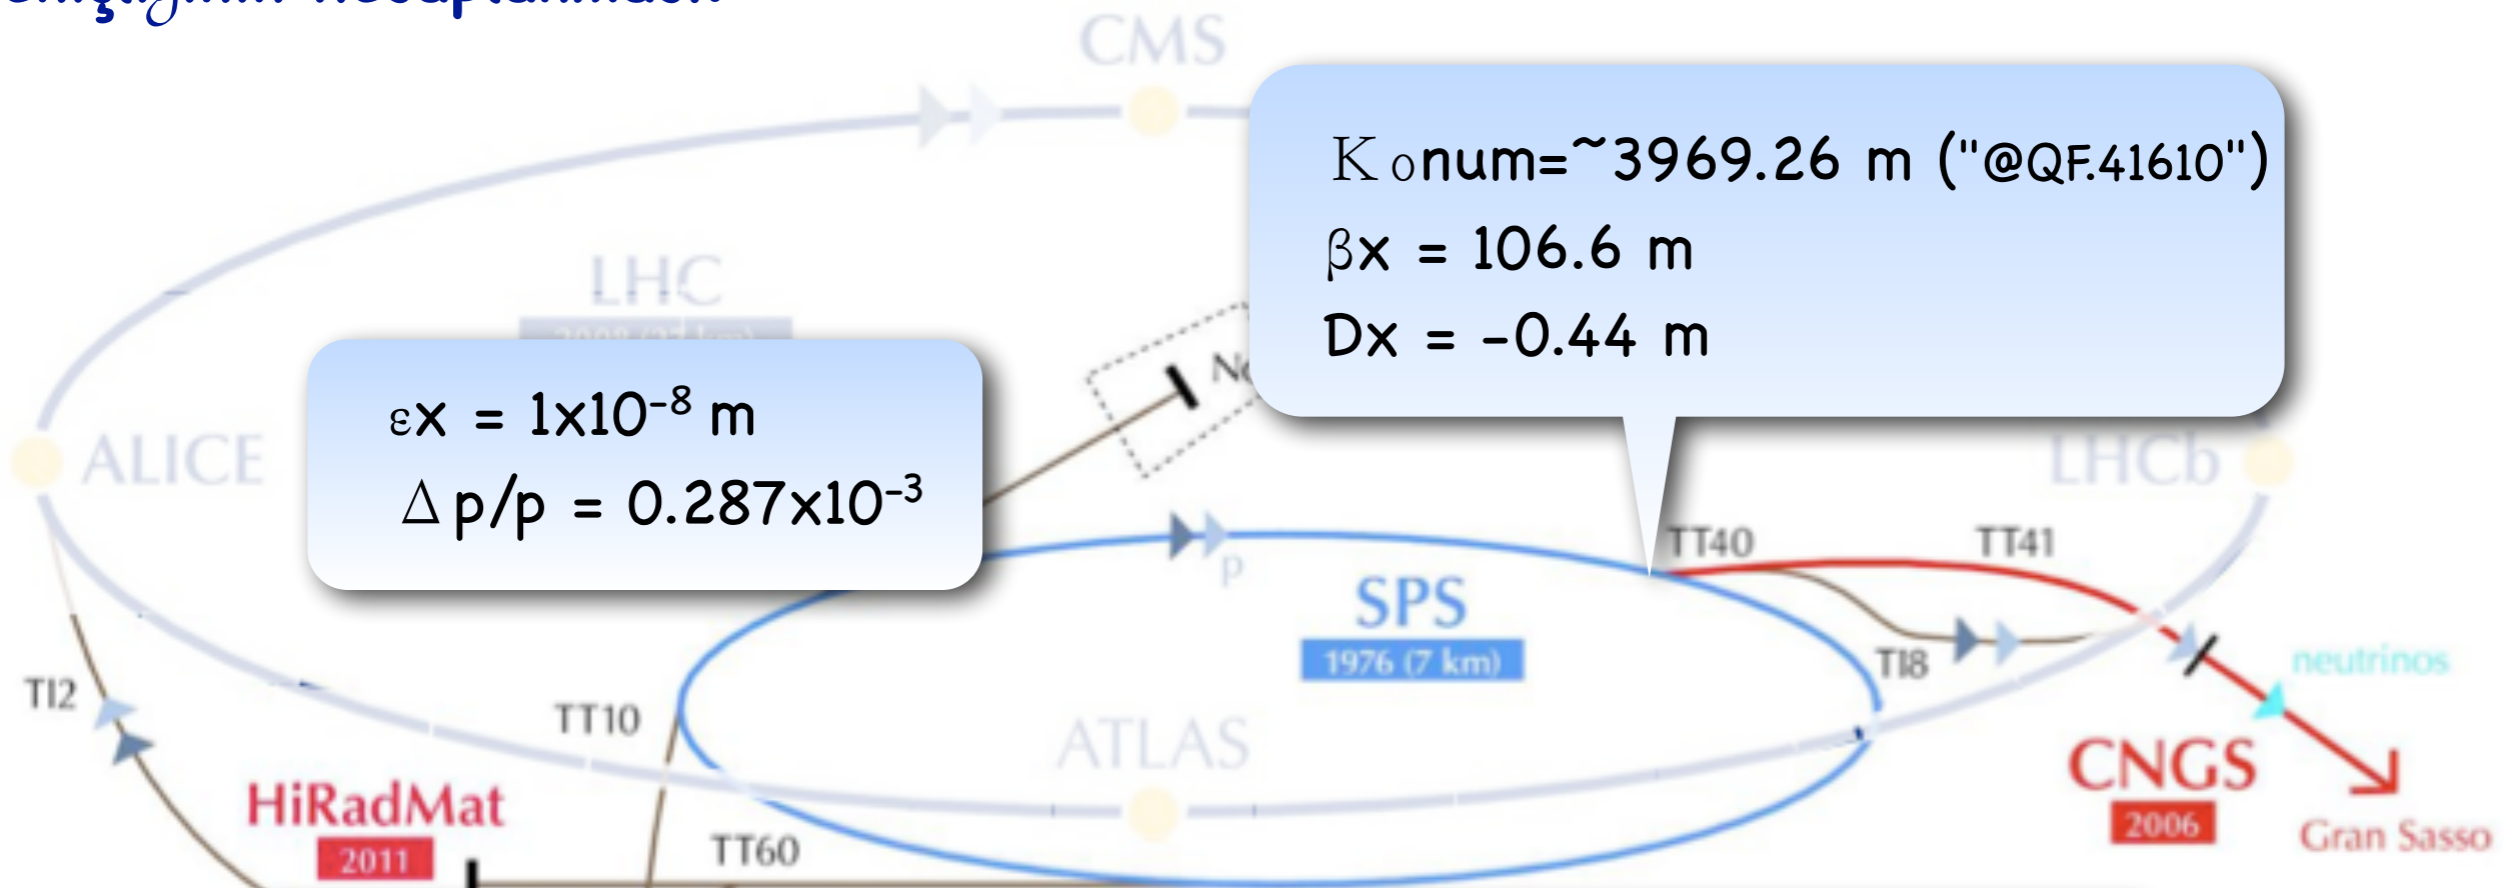 CMS
Konum=~3969.26 m ("@QF.41610")
βx = 106.6 m
Dx = -0.44 m
LHC
εx = 1x10⁻⁸ m
Δp/p = 0.287x10⁻³
ALICE
LHCb
TT40
TT41
p
SPS
1976 (7 km)
TI8
neutrinos
TI2
TT10
ATLAS
CNGS
2006
Gran Sasso
HiRadMat
2011
TT60